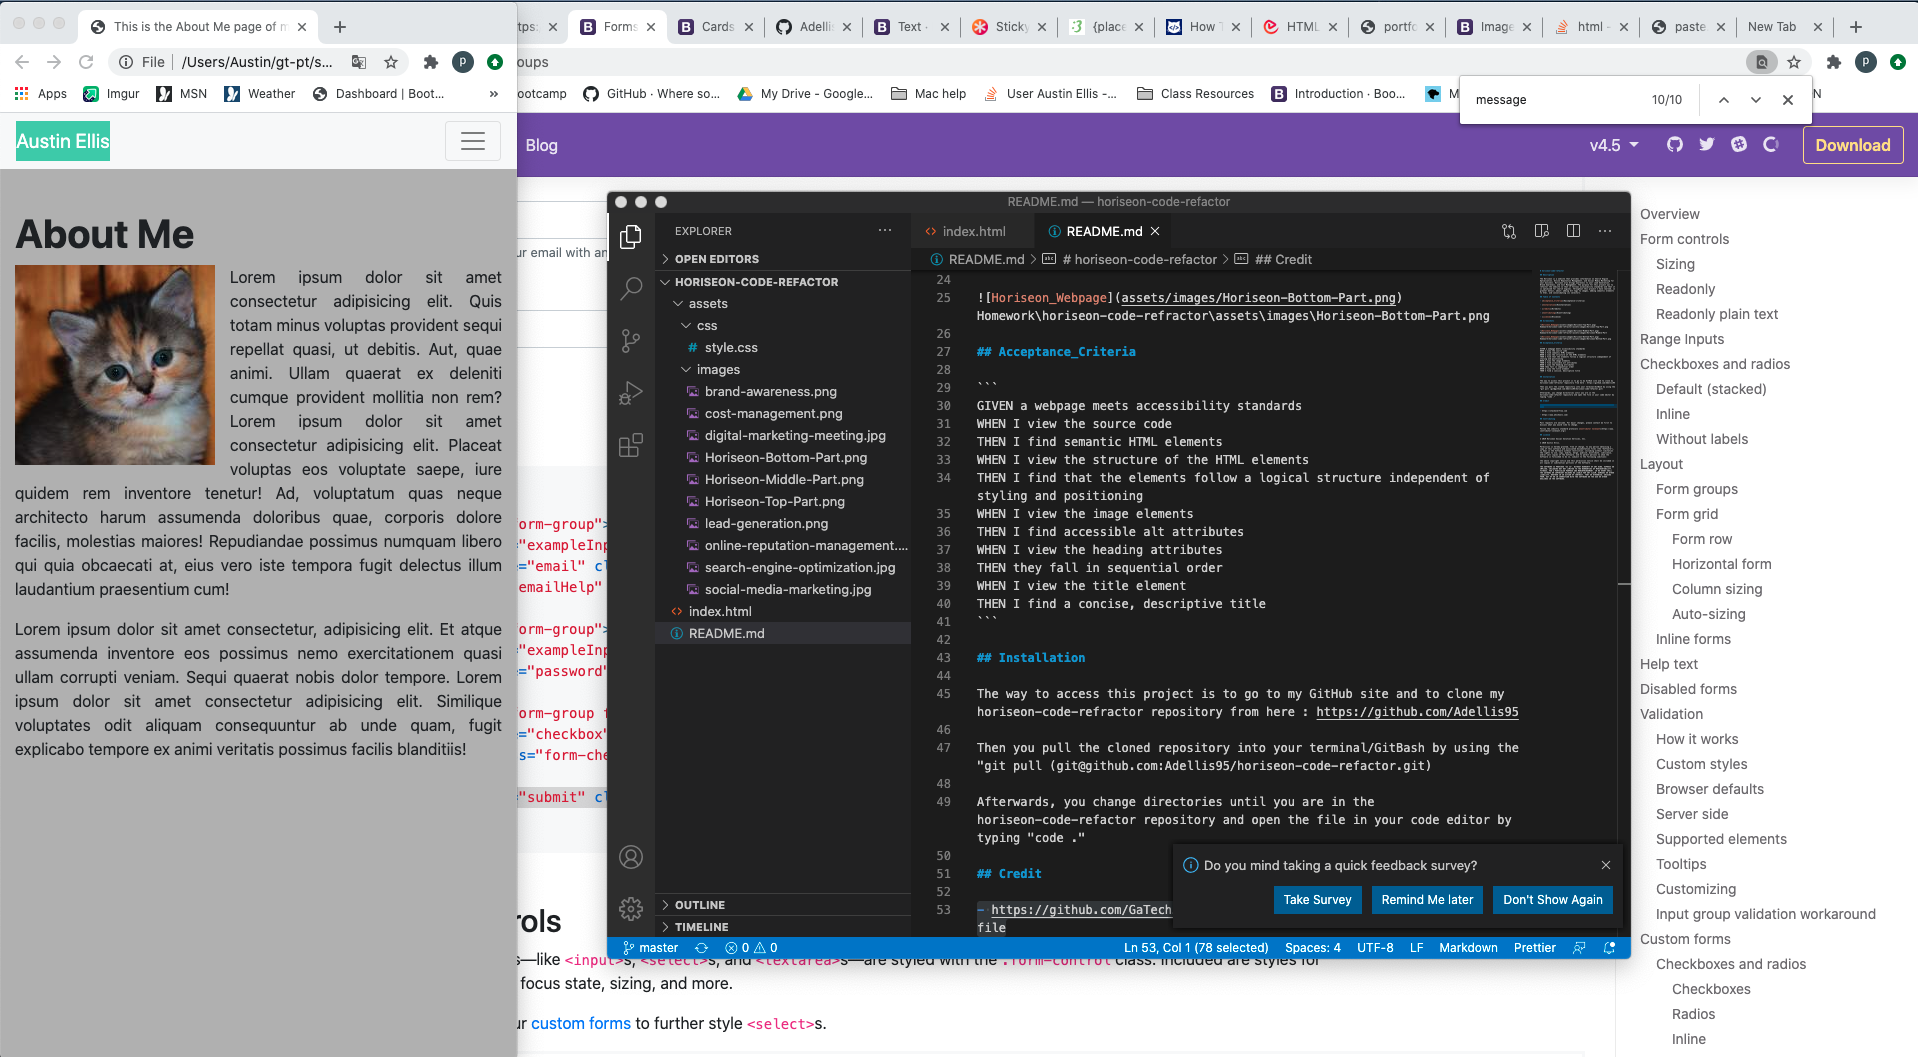 This is the About Me page of m
File
/Users/Austin/gt-pt/s...
Apps
Imgur
MSN
Weather
Dashboard | Boot...
»
Austin Ellis
About Me
Lorem ipsum dolor sit amet
consectetur adipisicing elit. Quis
totam minus voluptas provident sequi
repellat quasi, ut debitis. Aut, quae
animi. Ullam quaerat ex deleniti
cumque provident mollitia non rem?
Lorem ipsum dolor sit amet
consectetur adipisicing elit. Placeat
voluptas eos voluptate saepe, iure
quidem rem inventore tenetur! Ad, voluptatum quas neque
architecto harum assumenda doloribus quae, corporis dolore
facilis, molestias maiores! Repudiandae possimus numquam libero
qui quia obcaecati at, eius vero iste tempora fugit delectus illum
laudantium praesentium cum!
Lorem ipsum dolor sit amet consectetur, adipisicing elit. Et atque
assumenda inventore eos possimus nemo exercitationem quasi
ullam corrupti veniam. Sequi quaerat nobis dolor tempore. Lorem
ipsum dolor sit amet consectetur adipisicing elit. Similique
voluptates odit aliquam consequuntur ab unde quam, fugit
explicabo tempore ex animi veritatis possimus facilis blanditiis!
tps:
Forms
Cards
Adelli
Text -
Sticky
{place
How T
HTML
portfo
Image
html -
paste
New Tab
oups
ootcamp
GitHub · Where so...
My Drive - Google...
Mac help
User Austin Ellis -...
Class Resources
Introduction · Boo...
M
N
message
10/10
Blog
v4.5
Download
ur email with an
orm-group">
="exampleInp
="email" cl
emailHelp"
orm-group">
="exampleInp
="password"
orm-group f
="checkbox"
s="form-che
="submit" cl
rols
s—like <input>s, <select>s, and <textarea>s—are styled with the .form-control class. Included are styles for
focus state, sizing, and more.
ur custom forms to further style <select>s.
README.md — horiseon-code-refactor
EXPLORER
OPEN EDITORS
HORISEON-CODE-REFACTOR
assets
css
# style.css
images
brand-awareness.png
cost-management.png
digital-marketing-meeting.jpg
Horiseon-Bottom-Part.png
Horiseon-Middle-Part.png
Horiseon-Top-Part.png
lead-generation.png
online-reputation-management....
search-engine-optimization.jpg
social-media-marketing.jpg
index.html
README.md
OUTLINE
TIMELINE
index.html
README.md
README.md > # horiseon-code-refactor > ## Credit
24
25 ![Horiseon_Webpage](assets/images/Horiseon-Bottom-Part.png)
Homework\horiseon-code-refractor\assets\images\Horiseon-Bottom-Part.png
26
27 ## Acceptance_Criteria
28
29 ```
30 GIVEN a webpage meets accessibility standards
31 WHEN I view the source code
32 THEN I find semantic HTML elements
33 WHEN I view the structure of the HTML elements
34 THEN I find that the elements follow a logical structure independent of
styling and positioning
35 WHEN I view the image elements
36 THEN I find accessible alt attributes
37 WHEN I view the heading attributes
38 THEN they fall in sequential order
39 WHEN I view the title element
40 THEN I find a concise, descriptive title
41 ```
42
43 ## Installation
44
45 The way to access this project is to go to my GitHub site and to clone my
horiseon-code-refractor repository from here : https://github.com/Adellis95
46
47 Then you pull the cloned repository into your terminal/GitBash by using the
"git pull (git@github.com:Adellis95/horiseon-code-refactor.git)
48
49 Afterwards, you change directories until you are in the
horiseon-code-refactor repository and open the file in your code editor by
typing "code ."
50
51 ## Credit
52
53 - https://github.com/GaTech
file
Do you mind taking a quick feedback survey?
Take Survey
Remind Me later
Don't Show Again
master
0
0
Ln 53, Col 1 (78 selected)
Spaces: 4
UTF-8
LF
Markdown
Prettier
Overview
Form controls
Sizing
Readonly
Readonly plain text
Range Inputs
Checkboxes and radios
Default (stacked)
Inline
Without labels
Layout
Form groups
Form grid
Form row
Horizontal form
Column sizing
Auto-sizing
Inline forms
Help text
Disabled forms
Validation
How it works
Custom styles
Browser defaults
Server side
Supported elements
Tooltips
Customizing
Input group validation workaround
Custom forms
Checkboxes and radios
Checkboxes
Radios
Inline